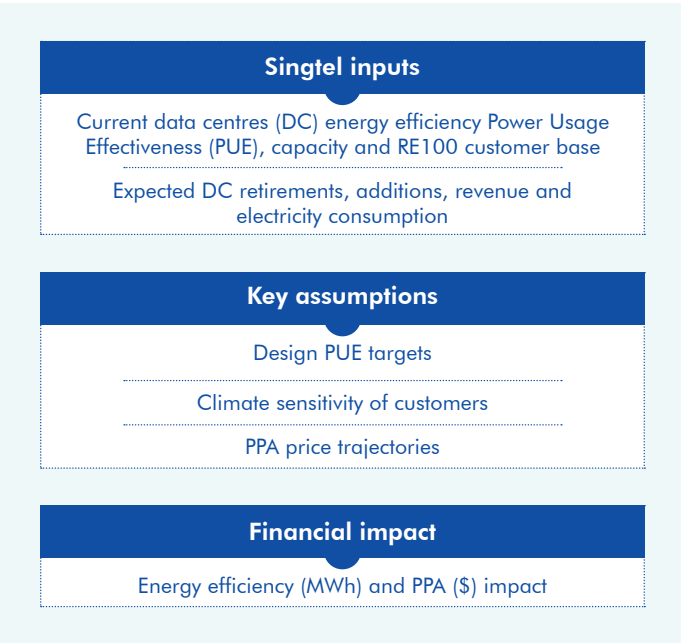 Singtel inputs
Current data centres (DC) energy efficiency Power Usage
Effectiveness (PUE), capacity and RE100 customer base
Expected DC retirements, additions, revenue and
electricity consumption
Key assumptions
Design PUE targets
Climate sensitivity of customers
PPA price trajectories
Financial impact
Energy efficiency (MWh) and PPA ($) impact